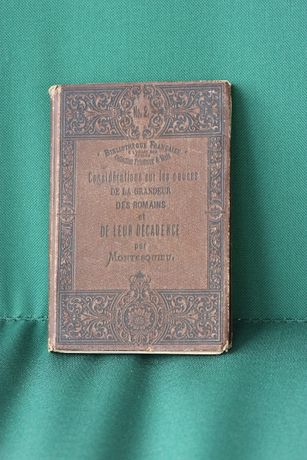 No 2.
BIBLIOTHÈQUE FRANÇAISE
Considérations sur les causes
DE LA GRANDEUR
DES ROMAINS
et
DE LEUR DÉCADENCE
par
MONTESQUIEU.